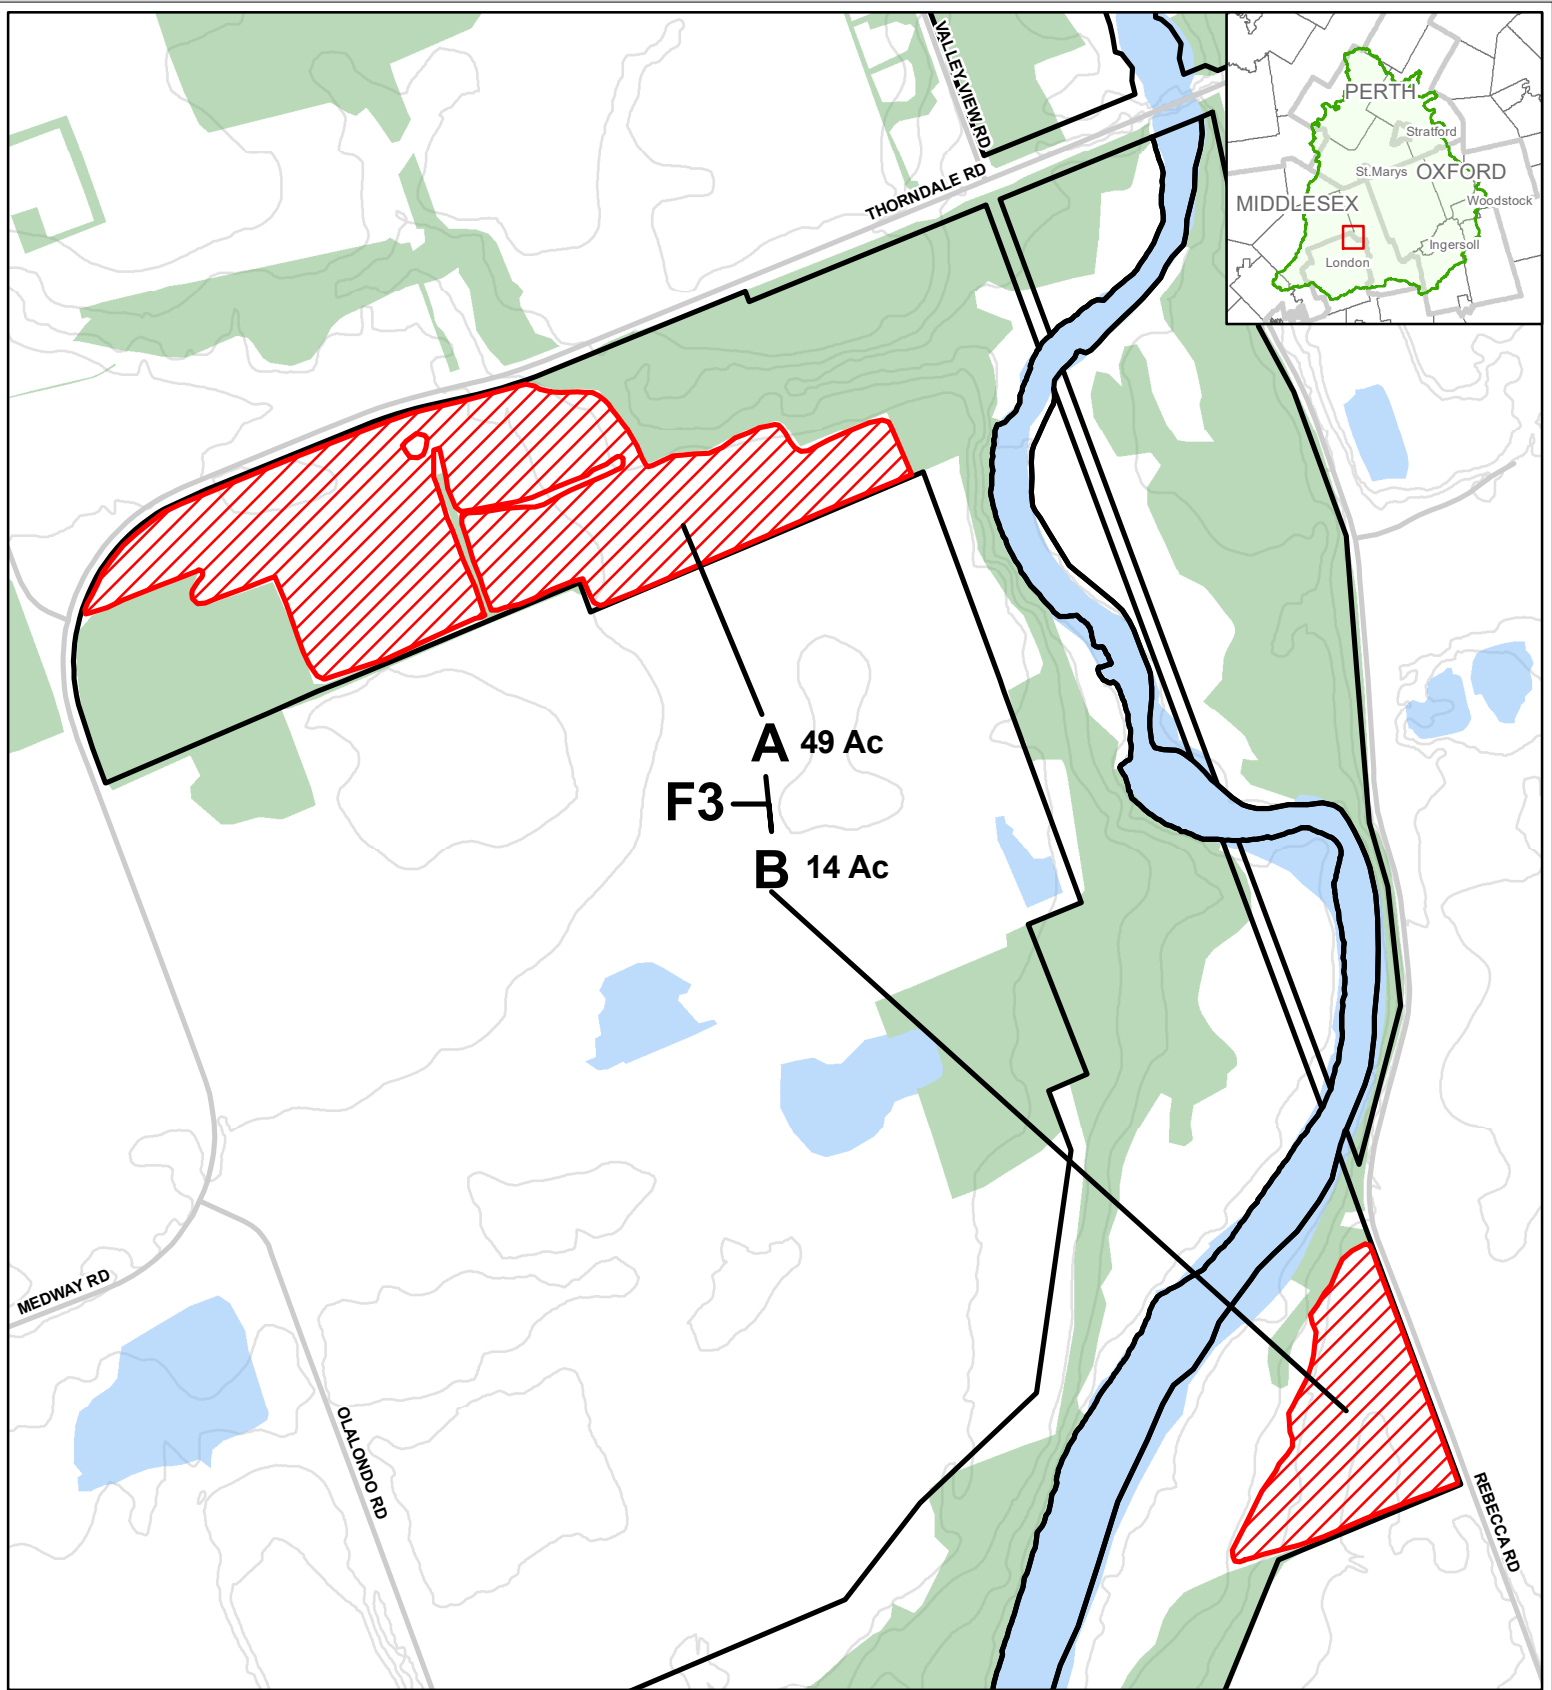 VALLEYVIEW RD
THORNDALE RD
PERTH
Stratford
St.Marys
OXFORD
MIDDLESEX
Woodstock
Ingersoll
London
A 49 Ac
F3
B 14 Ac
MEDWAY RD
OLALONDO RD
REBECCA RD